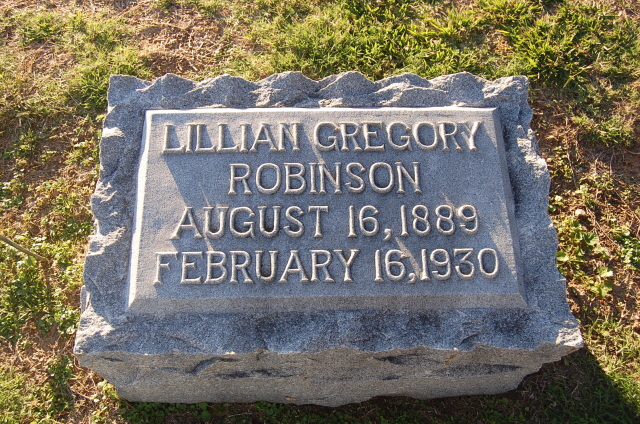 LILLIAN GREGORY
ROBINSON
AUGUST 16,1889
FEBRUARY 16,1930